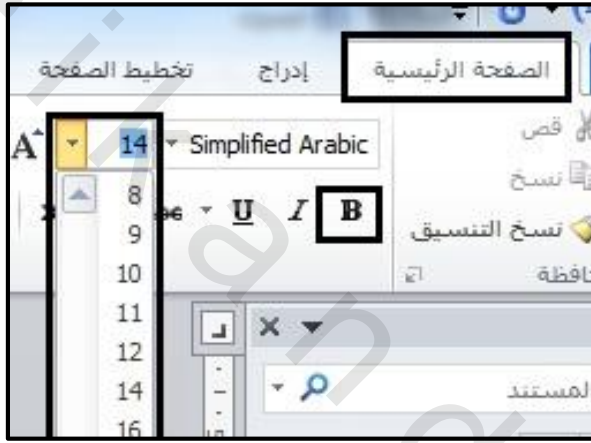 الصفحة الرئيسية
إدراج
تخطيط الصفحة
قص
نسخ
نسخ التنسيق
Simplified Arabic
14
A
B I U
8
9
10
11
12
14
16